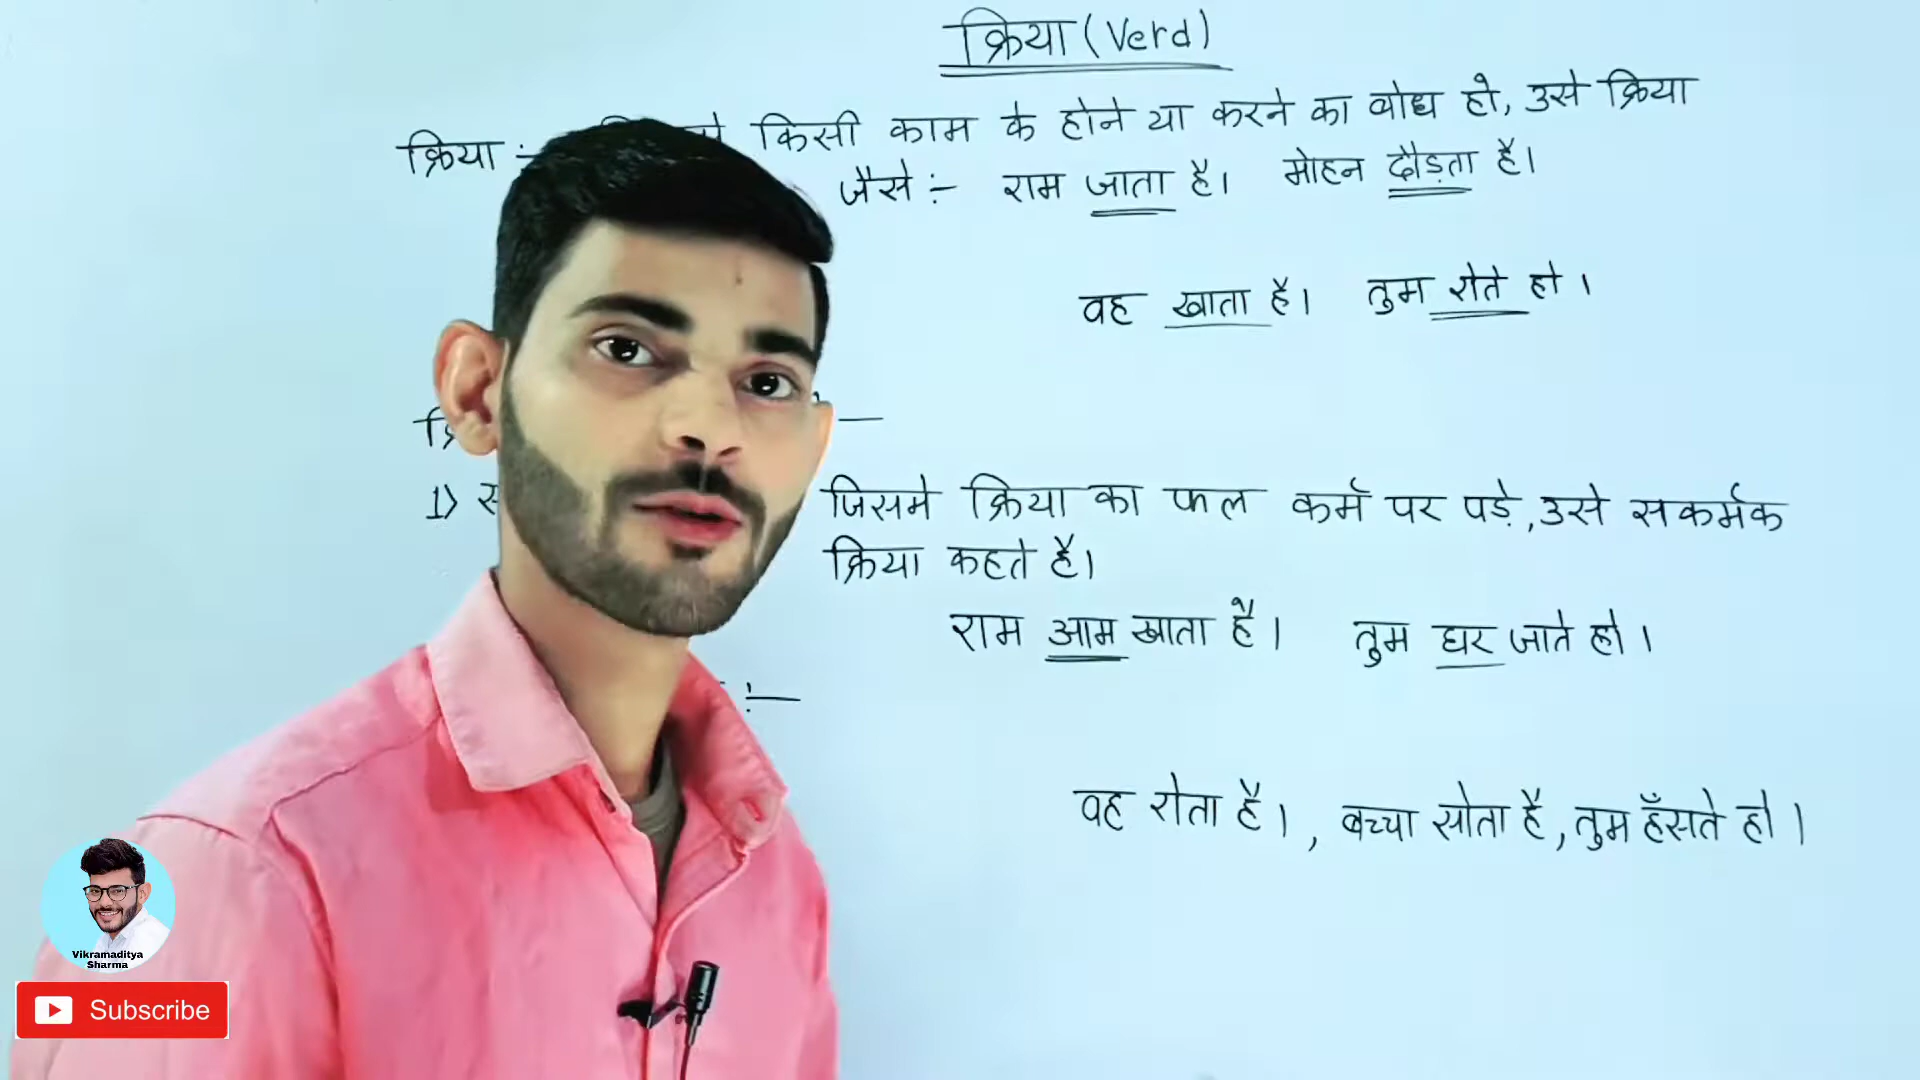 क्रिया (Verd)
क्रिया :- किसी काम के होने या करने का बोध हो, उसे क्रिया
जैसे :- राम जाता है। मोहन दौड़ता है।
वह खाता है। तुम रोते हो।
1) जिसमे क्रिया का फल कर्म पर पड़े, उसे सकर्मक
क्रिया कहते है।
राम आम खाता है। तुम घर जाते हो।
:-
वह रोता है।, बच्चा सोता है, तुम हँसते हो।
Vikramaditya
Sharma
Subscribe